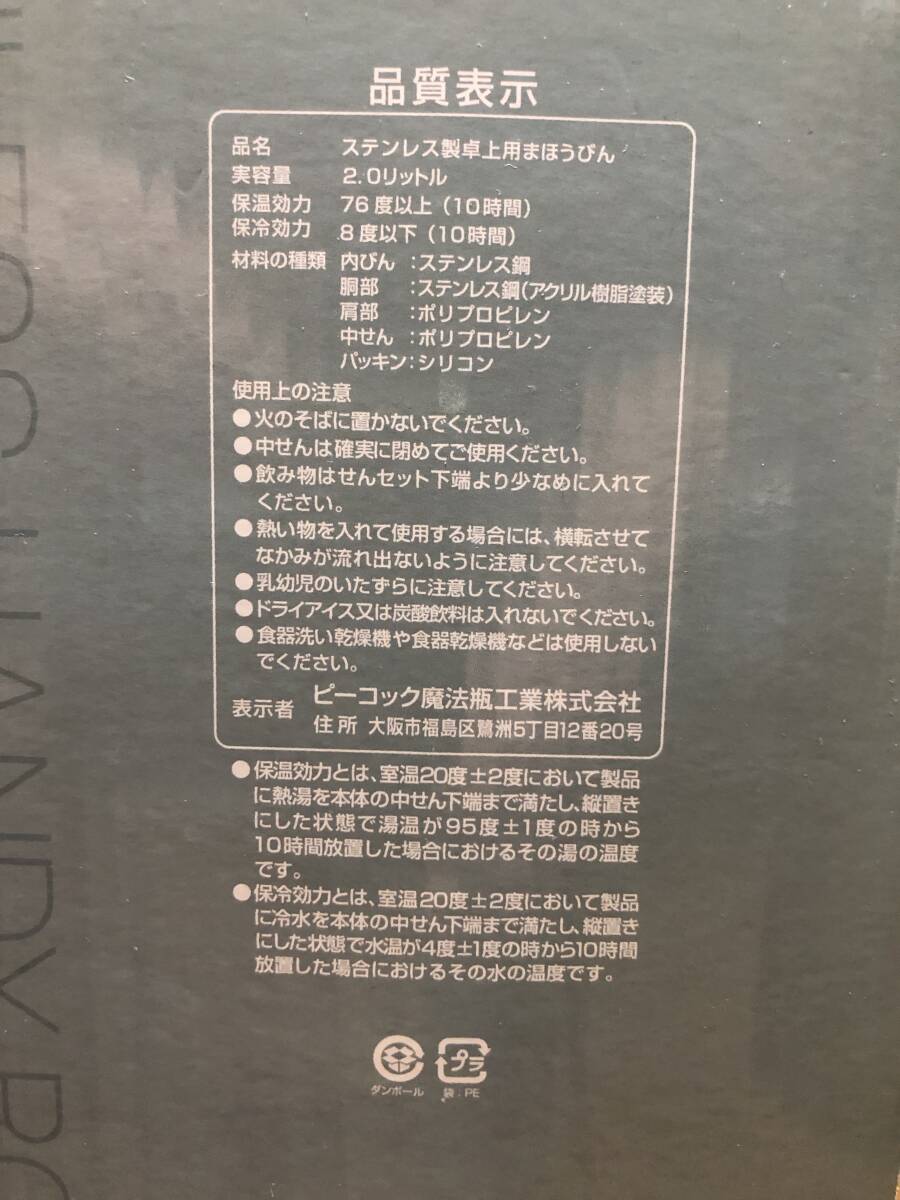 品質表示
品名 ステンレス製卓上用まほうびん
実容量 2.0リットル
保温効力 76度以上(10時間)
保冷効力 8度以下(10時間)
材料の種類 内びん:ステンレス鋼
胴部:ステンレス鋼(アクリル樹脂塗装)
肩部:ポリプロピレン
中せん:ポリプロピレン
パッキン:シリコン
使用上の注意
●火のそばに置かないでください。
●中せんは確実に閉めてご使用ください。
●飲み物はせんセット下端より少なめに入れて
ください。
●熱い物を入れて使用する場合には、横転させて
なかみが流れ出ないように注意してください。
●乳幼児のいたずらに注意してください。
●ドライアイス又は炭酸飲料は入れないでください。
●食器洗い乾燥機や食器乾燥機などは使用しない
でください。
表示者 ピーコック魔法瓶工業株式会社
住所 大阪市福島区鷺洲5丁目12番20号
●保温効力とは、室温20度±2度において製品
に熱湯を本体の中せん下端まで満たし、縦置き
にした状態で湯温が95度±1度の時から
10時間放置した場合におけるその湯の温度
です。
●保冷効力とは、室温20度±2度において製品
に冷水を本体の中せん下端まで満たし、縦置き
にした状態で水温が4度±1度の時から10時間
放置した場合におけるその水の温度です。
ダンボール
プラ
袋:PE
HANDY